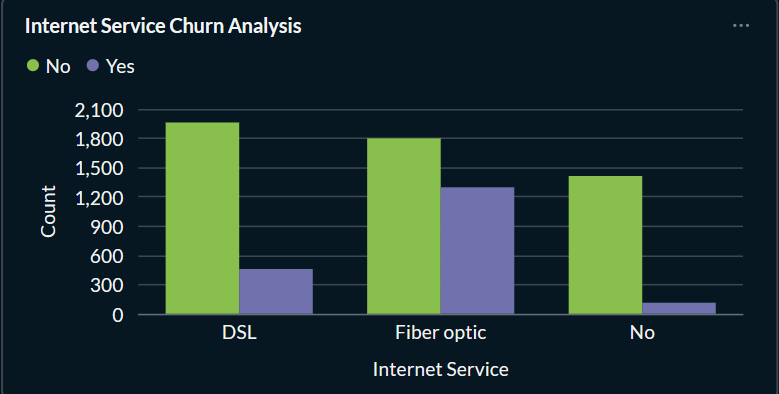 Internet Service Churn Analysis
...
No Yes
2,100
1,800
1,500
1,200
900
600
300
0
Count
DSL Fiber optic No
Internet Service